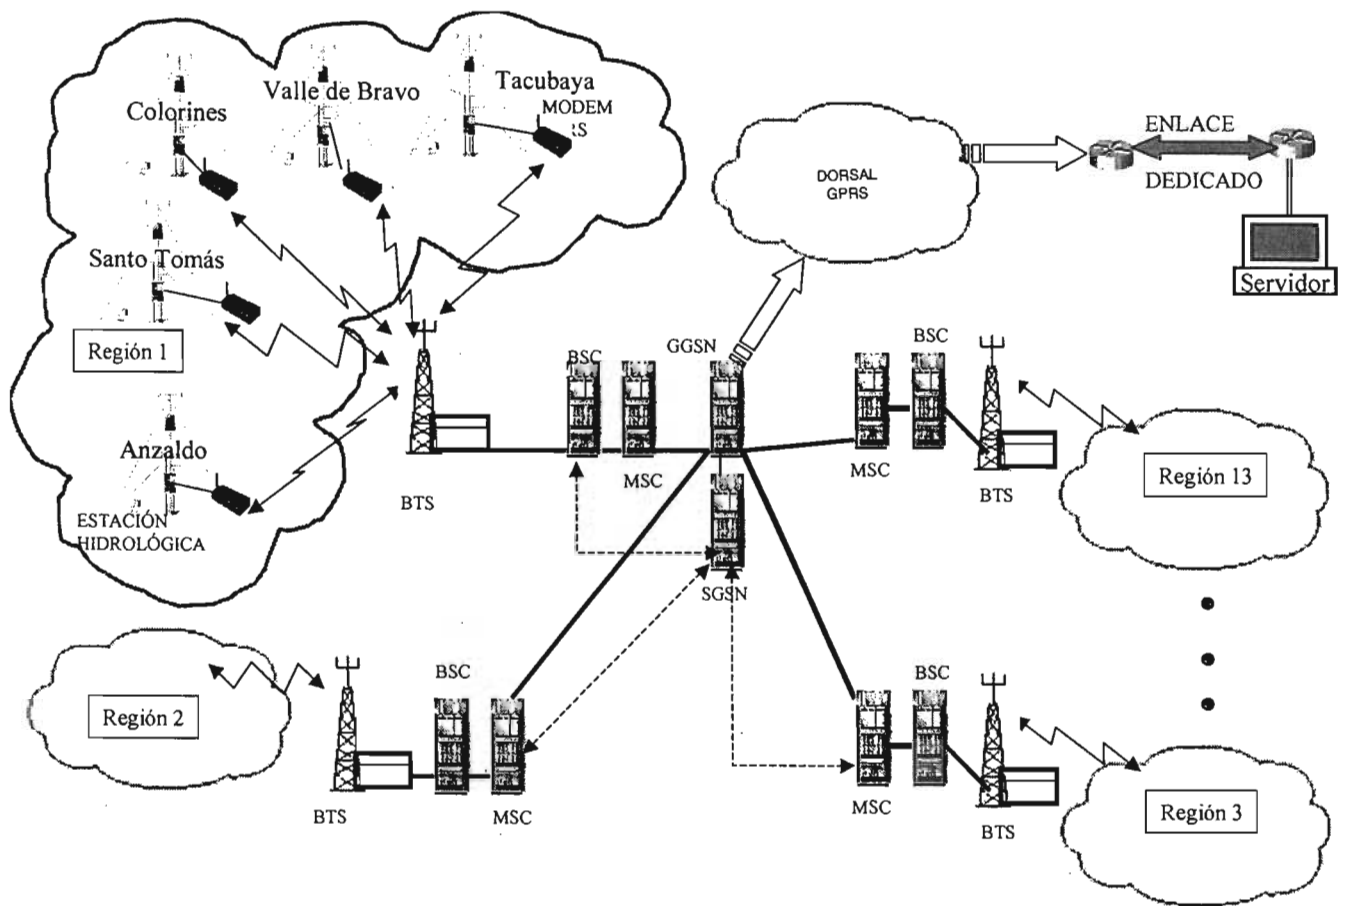 Colorines
Valle de Bravo
Tacubaya
MODEM
RS
Santo Tomás
Región 1
Anzaldo
ESTACIÓN
HIDROLÓGICA
DORSAL
GPRS
ENLACE
DEDICADO
Servidor
BTS
BSC
MSC
GGSN
SGSN
MSC
BSC
BTS
Región 13
Región 2
BTS
BSC
MSC
MSC
BSC
BTS
Región 3